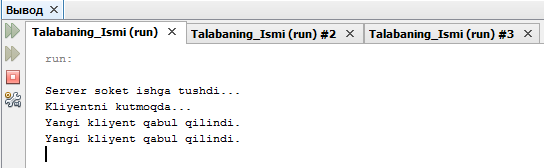 Вывод
Talabaning_Ismi (run) Talabaning_Ismi (run) #2 Talabaning_Ismi (run) #3
run:
Server soket ishga tushdi...
Kliyentni kutmoqda...
Yangi kliyent qabul qilindi.
Yangi kliyent qabul qilindi.